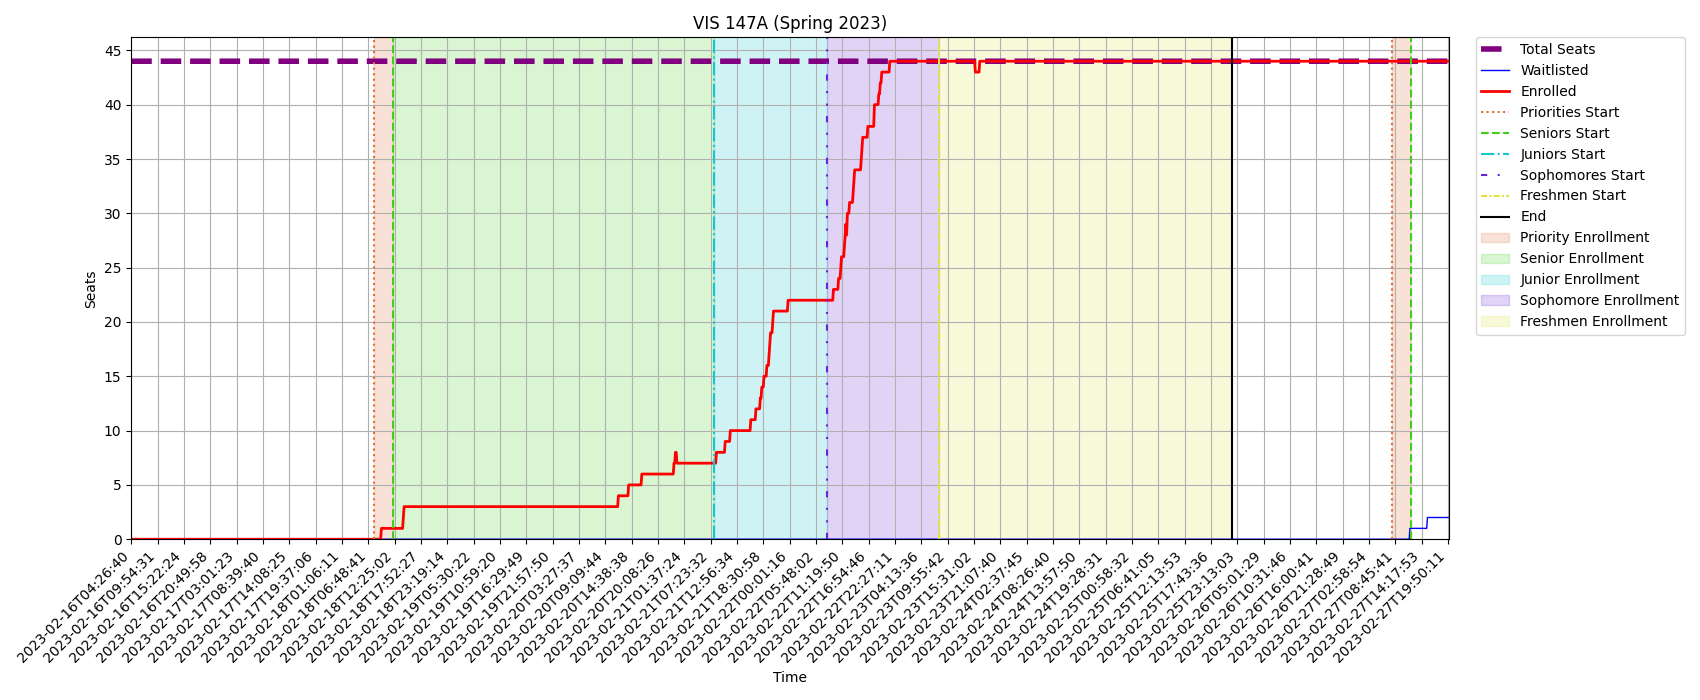 VIS 147A (Spring 2023)
Seats
45
40
35
30
25
20
15
10
5
0
2023-02-16T04:26:40
2023-02-16T09:54:31
2023-02-16T15:22:24
2023-02-16T20:49:58
2023-02-17T03:01:23
2023-02-17T08:39:40
2023-02-17T14:08:25
2023-02-17T19:37:06
2023-02-18T01:06:11
2023-02-18T06:48:41
2023-02-18T12:25:02
2023-02-18T17:52:27
2023-02-18T23:19:14
2023-02-19T05:30:22
2023-02-19T10:59:20
2023-02-19T16:29:49
2023-02-19T21:57:50
2023-02-20T03:27:37
2023-02-20T09:09:44
2023-02-20T14:38:38
2023-02-20T20:08:26
2023-02-21T01:37:24
2023-02-21T07:23:32
2023-02-21T12:56:34
2023-02-21T18:30:58
2023-02-22T00:01:16
2023-02-22T05:48:02
2023-02-22T11:19:50
2023-02-22T16:54:46
2023-02-22T22:27:11
2023-02-23T04:13:36
2023-02-23T09:55:42
2023-02-23T15:31:02
2023-02-23T21:07:40
2023-02-24T02:37:45
2023-02-24T08:26:40
2023-02-24T13:57:50
2023-02-24T19:28:31
2023-02-25T00:58:32
2023-02-25T06:41:05
2023-02-25T12:13:53
2023-02-25T17:43:36
2023-02-25T23:13:03
2023-02-26T05:01:29
2023-02-26T10:31:46
2023-02-26T16:00:41
2023-02-26T21:28:49
2023-02-27T02:58:54
2023-02-27T08:45:41
2023-02-27T14:17:53
2023-02-27T19:50:11
Time
Total Seats
Waitlisted
Enrolled
Priorities Start
Seniors Start
Juniors Start
Sophomores Start
Freshmen Start
End
Priority Enrollment
Senior Enrollment
Junior Enrollment
Sophomore Enrollment
Freshmen Enrollment